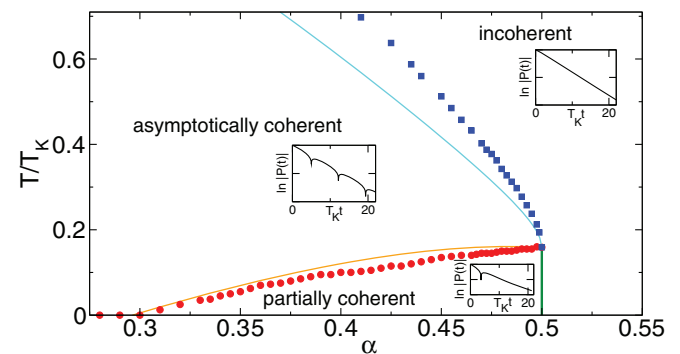 incoherent
ln |P(t)|
0
T_K t
20
asymptotically coherent
ln |P(t)|
0
T_K t
20
partially coherent
ln |P(t)|
0
T_K t
20
T/T_K
0.6
0.4
0.2
0
0.3
0.35
0.4
0.45
0.5
0.55
α